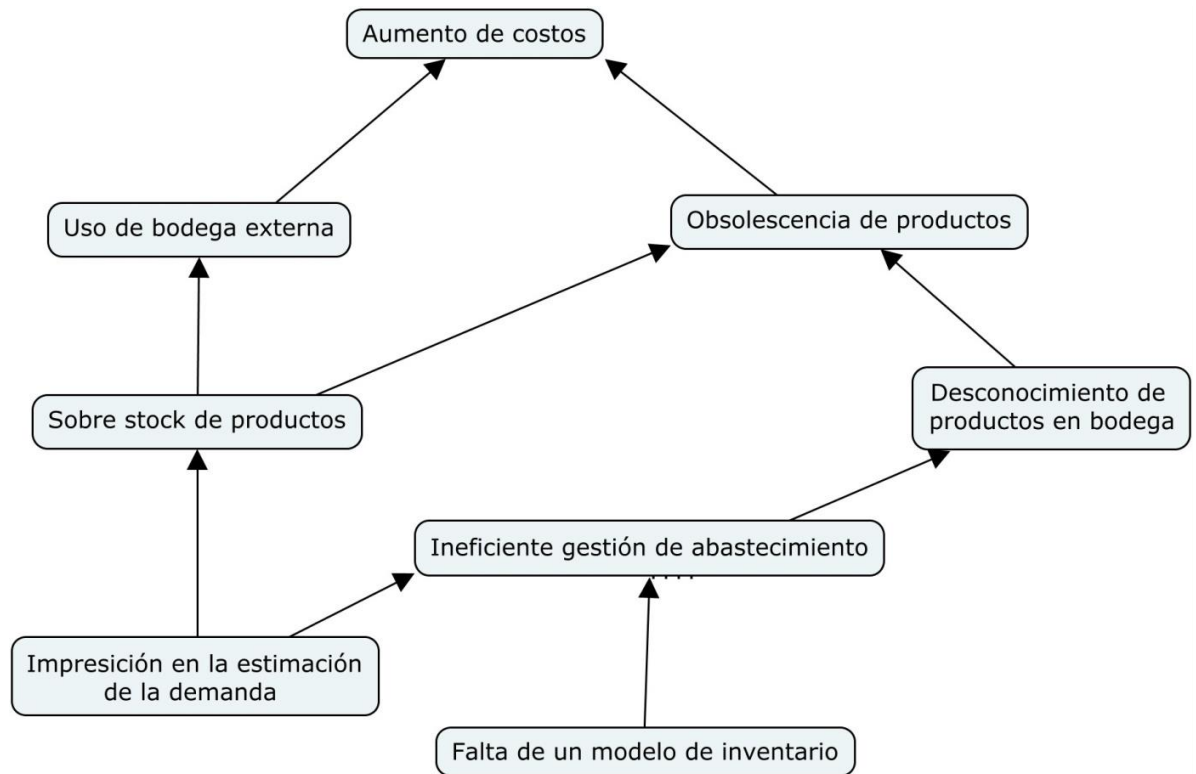 Aumento de costos
Uso de bodega externa
Obsolescencia de productos
Sobre stock de productos
Desconocimiento de
productos en bodega
Ineficiente gestión de abastecimiento
Impresición en la estimación
de la demanda
Falta de un modelo de inventario